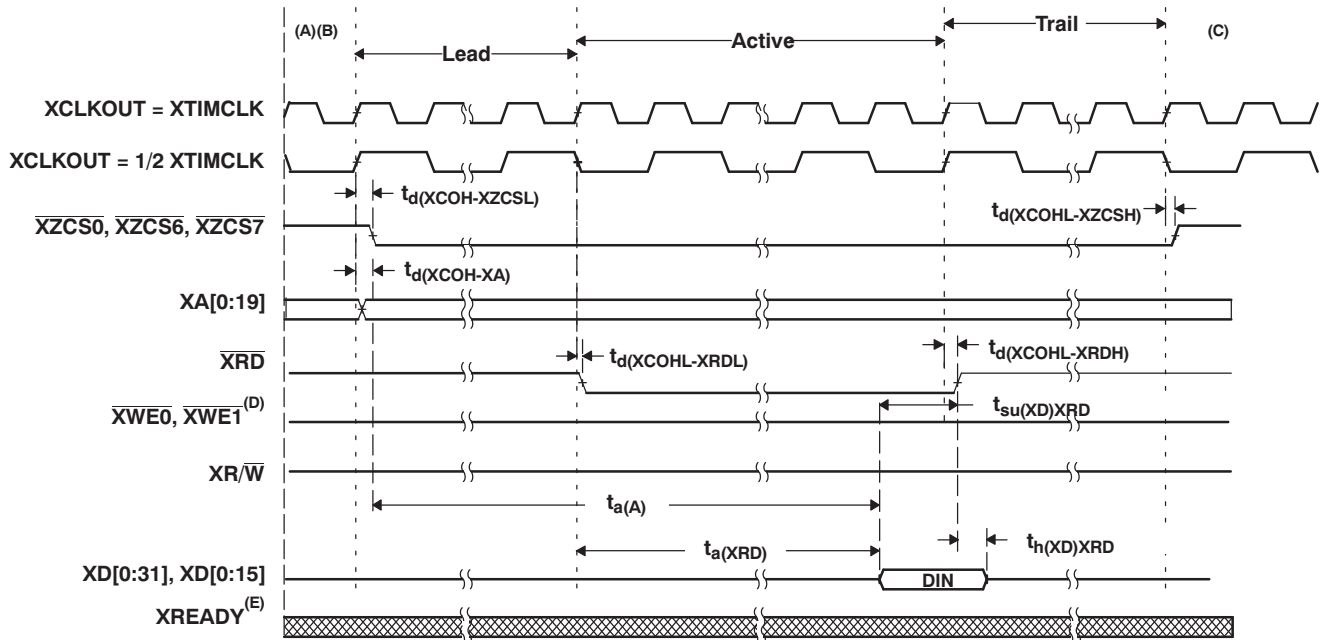 (A)(B)
Lead
Active
Trail
(C)
XCLKOUT = XTIMCLK
XCLKOUT = 1/2 XTIMCLK
td(XCOH-XZCSL)
td(XCOHL-XZCSH)
XZCS0, XZCS6, XZCS7
td(XCOH-XA)
XA[0:19]
XRD
td(XCOHL-XRDL)
td(XCOHL-XRDH)
tsu(XD)XRD
XWE0, XWE1(D)
XR/W
ta(A)
ta(XRD)
th(XD)XRD
XD[0:31], XD[0:15]
DIN
XREADY(E)